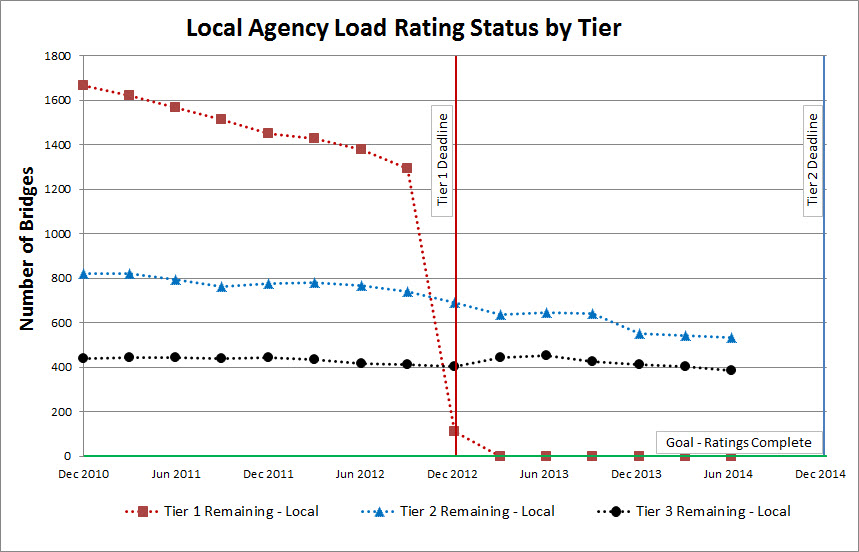 Local Agency Load Rating Status by Tier
Number of Bridges
1800
1600
1400
1200
1000
800
600
400
200
0
Tier 1 Deadline
Tier 2 Deadline
Goal - Ratings Complete
Dec 2010 Jun 2011 Dec 2011 Jun 2012 Dec 2012 Jun 2013 Dec 2013 Jun 2014 Dec 2014
Tier 1 Remaining - Local Tier 2 Remaining - Local Tier 3 Remaining - Local